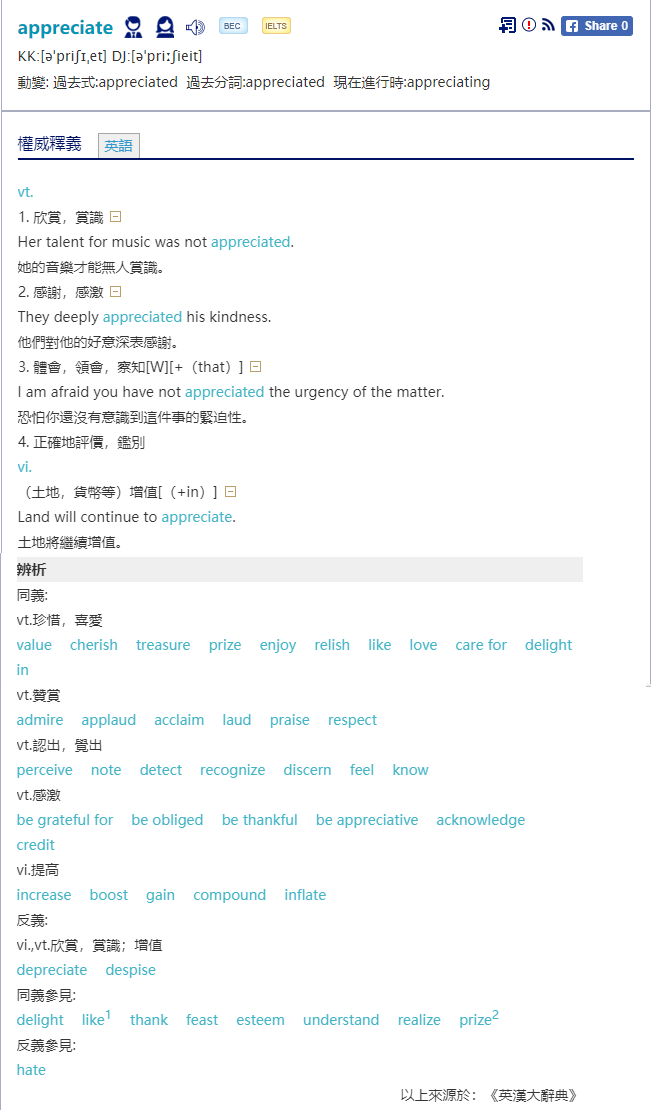 appreciate BEC IELTS Share 0
KK:[əˋpriʃɪ͵et] DJ:[əˈpriːʃieit]
動變: 過去式:appreciated 過去分詞:appreciated 現在進行時:appreciating
權威釋義 英語
vt.
1. 欣賞，賞識
Her talent for music was not appreciated.
她的音樂才能無人賞識。
2. 感謝，感激
They deeply appreciated his kindness.
他們對他的好意深表感謝。
3. 體會，領會，察知[W][+（that）]
I am afraid you have not appreciated the urgency of the matter.
恐怕你還沒有意識到這件事的緊迫性。
4. 正確地評價，鑑別
vi.
（土地，貨幣等）增值[（+in）]
Land will continue to appreciate.
土地將繼續增值。
辨析
同義:
vt.珍惜，喜愛
value cherish treasure prize enjoy relish like love care for delight
in
vt.贊賞
admire applaud acclaim laud praise respect
vt.認出，覺出
perceive note detect recognize discern feel know
vt.感激
be grateful for be obliged be thankful be appreciative acknowledge
credit
vi.提高
increase boost gain compound inflate
反義:
vi.,vt.欣賞，賞識；增值
depreciate despise
同義參見:
delight like1 thank feast esteem understand realize prize2
反義參見:
hate
以上來源於：《英漢大辭典》